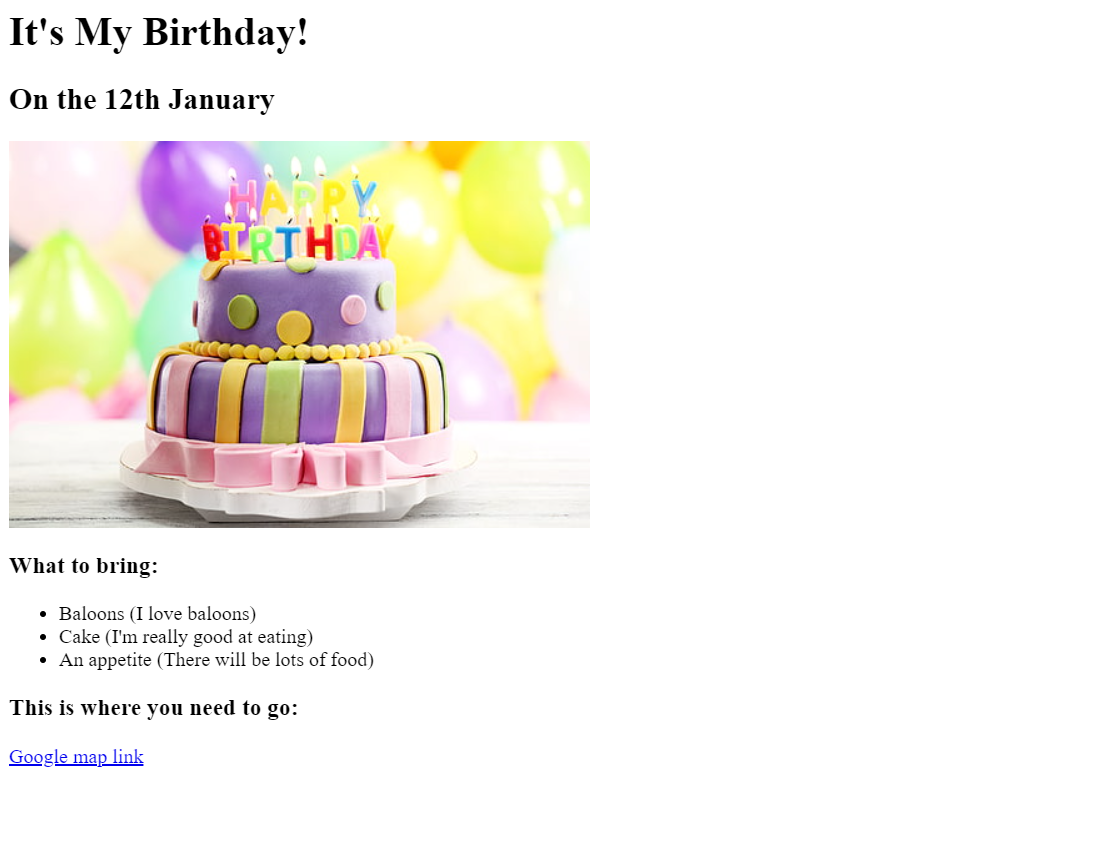 It's My Birthday!
On the 12th January
HAPPY
BIRTHDAY
What to bring:
Baloons (I love baloons)
Cake (I'm really good at eating)
An appetite (There will be lots of food)
This is where you need to go:
Google map link